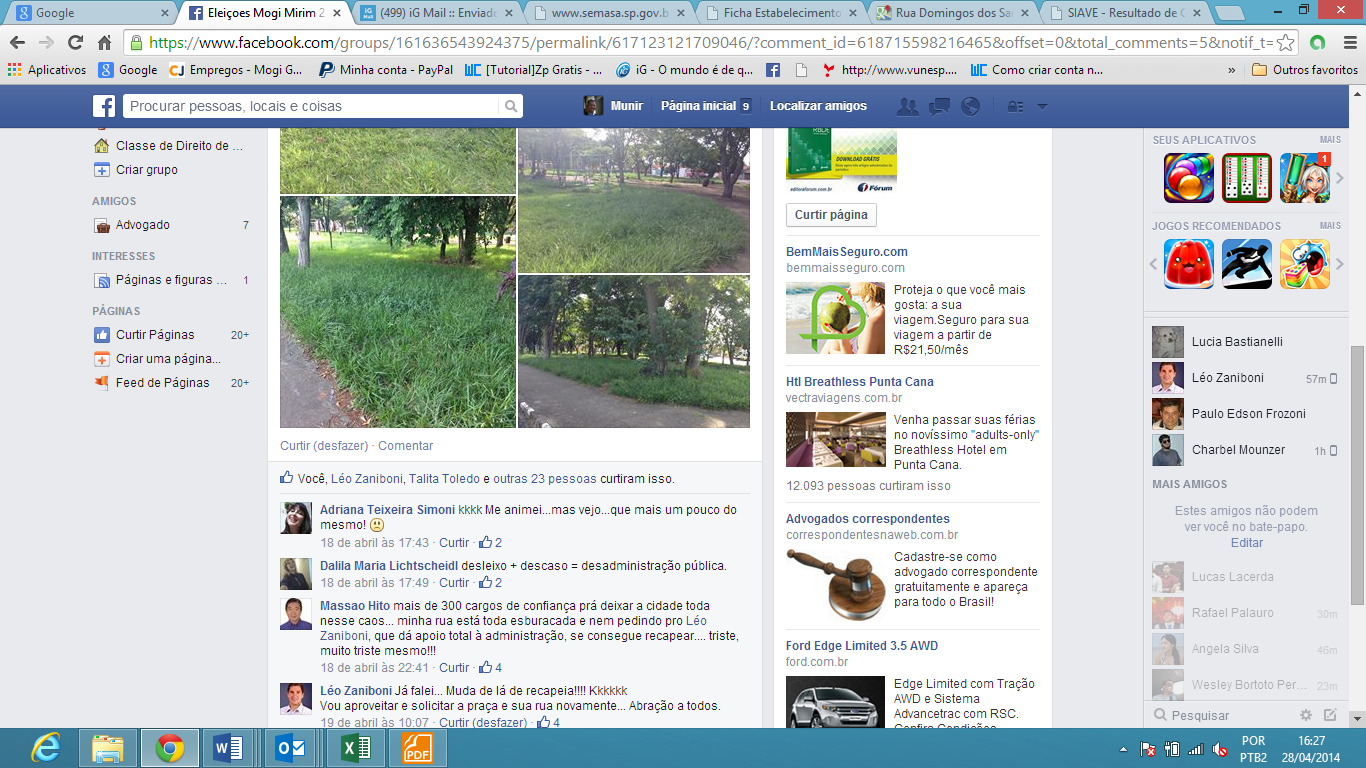 Google
Eleiçoes Mogi Mirim 2
(499) iG Mail :: Enviade
www.semasa.sp.gov.b
Ficha Estabelecimento
Rua Domingos dos Sar
SIAVE - Resultado de C
https://www.facebook.com/groups/161636543924375/permalink/617123121709046/?comment_id=618715598216465&offset=0&total_comments=5&notif_t=
Aplicativos
Google
Empregos - Mogi G...
Minha conta - PayPal
[Tutorial]Zp Gratis - ...
iG - O mundo é de q...
http://www.vunesp....
Como criar conta n...
»
Outros favoritos
Procurar pessoas, locais e coisas
Munir
Página inicial 9
Localizar amigos
Classe de Direito de ...
Criar grupo
AMIGOS
Advogado 7
INTERESSES
Páginas e figuras ... 1
PÁGINAS
Curtir Páginas 20+
Criar uma página...
Feed de Páginas 20+
Curtir (desfazer) · Comentar
Você, Léo Zaniboni, Talita Toledo e outras 23 pessoas curtiram isso.
Adriana Teixeira Simoni kkkk Me animei...mas vejo...que mais um pouco do
mesmo!
18 de abril às 17:43 · Curtir · 2
Dalila Maria Lichtscheidl desleixo + descaso = desadministração pública.
18 de abril às 17:49 · Curtir · 2
Massao Hito mais de 300 cargos de confiança prá deixar a cidade toda
nesse caos... minha rua está toda esburacada e nem pedindo pro Léo
Zaniboni, que dá apoio total à administração, se consegue recapear.... triste,
muito triste mesmo!!!
18 de abril às 22:41 · Curtir · 4
Léo Zaniboni Já falei... Muda de lá de recapeia!!!! Kkkkkk
Vou aproveitar e solicitar a praça e sua rua novamente... Abração a todos.
19 de abril às 10:07 · Curtir (desfazer) · 4
DOWNLOAD GRÁTIS
editoraforum.com.br
Fórum
Curtir página
BemMaisSeguro.com
bemmaisseguro.com
Proteja o que você mais
gosta: a sua
viagem.Seguro para sua
viagem a partir de
R$21,50/mês
Htl Breathless Punta Cana
vectraviagens.com.br
Venha passar suas férias
no novíssimo "adults-only"
Breathless Hotel em
Punta Cana.
12.093 pessoas curtiram isso
Advogados correspondentes
correspondentesnaweb.com.br
Cadastre-se como
advogado correspondente
gratuitamente e apareça
para todo o Brasil!
Ford Edge Limited 3.5 AWD
ford.com.br
Edge Limited com Tração
AWD e Sistema
Advancetrac com RSC.
Confira Condições
SEUS APLICATIVOS MAIS
1
JOGOS RECOMENDADOS MAIS
Lucia Bastianelli
Léo Zaniboni 57m
Paulo Edson Frozoni
Charbel Mounzer 1h
MAIS AMIGOS
Estes amigos não podem
ver você no bate-papo.
Editar
Lucas Lacerda
Rafael Palauro 30m
Angela Silva 46m
Wesley Bortoto Per... 23m
Pesquisar
PDF
POR
PTB2
16:27
28/04/2014